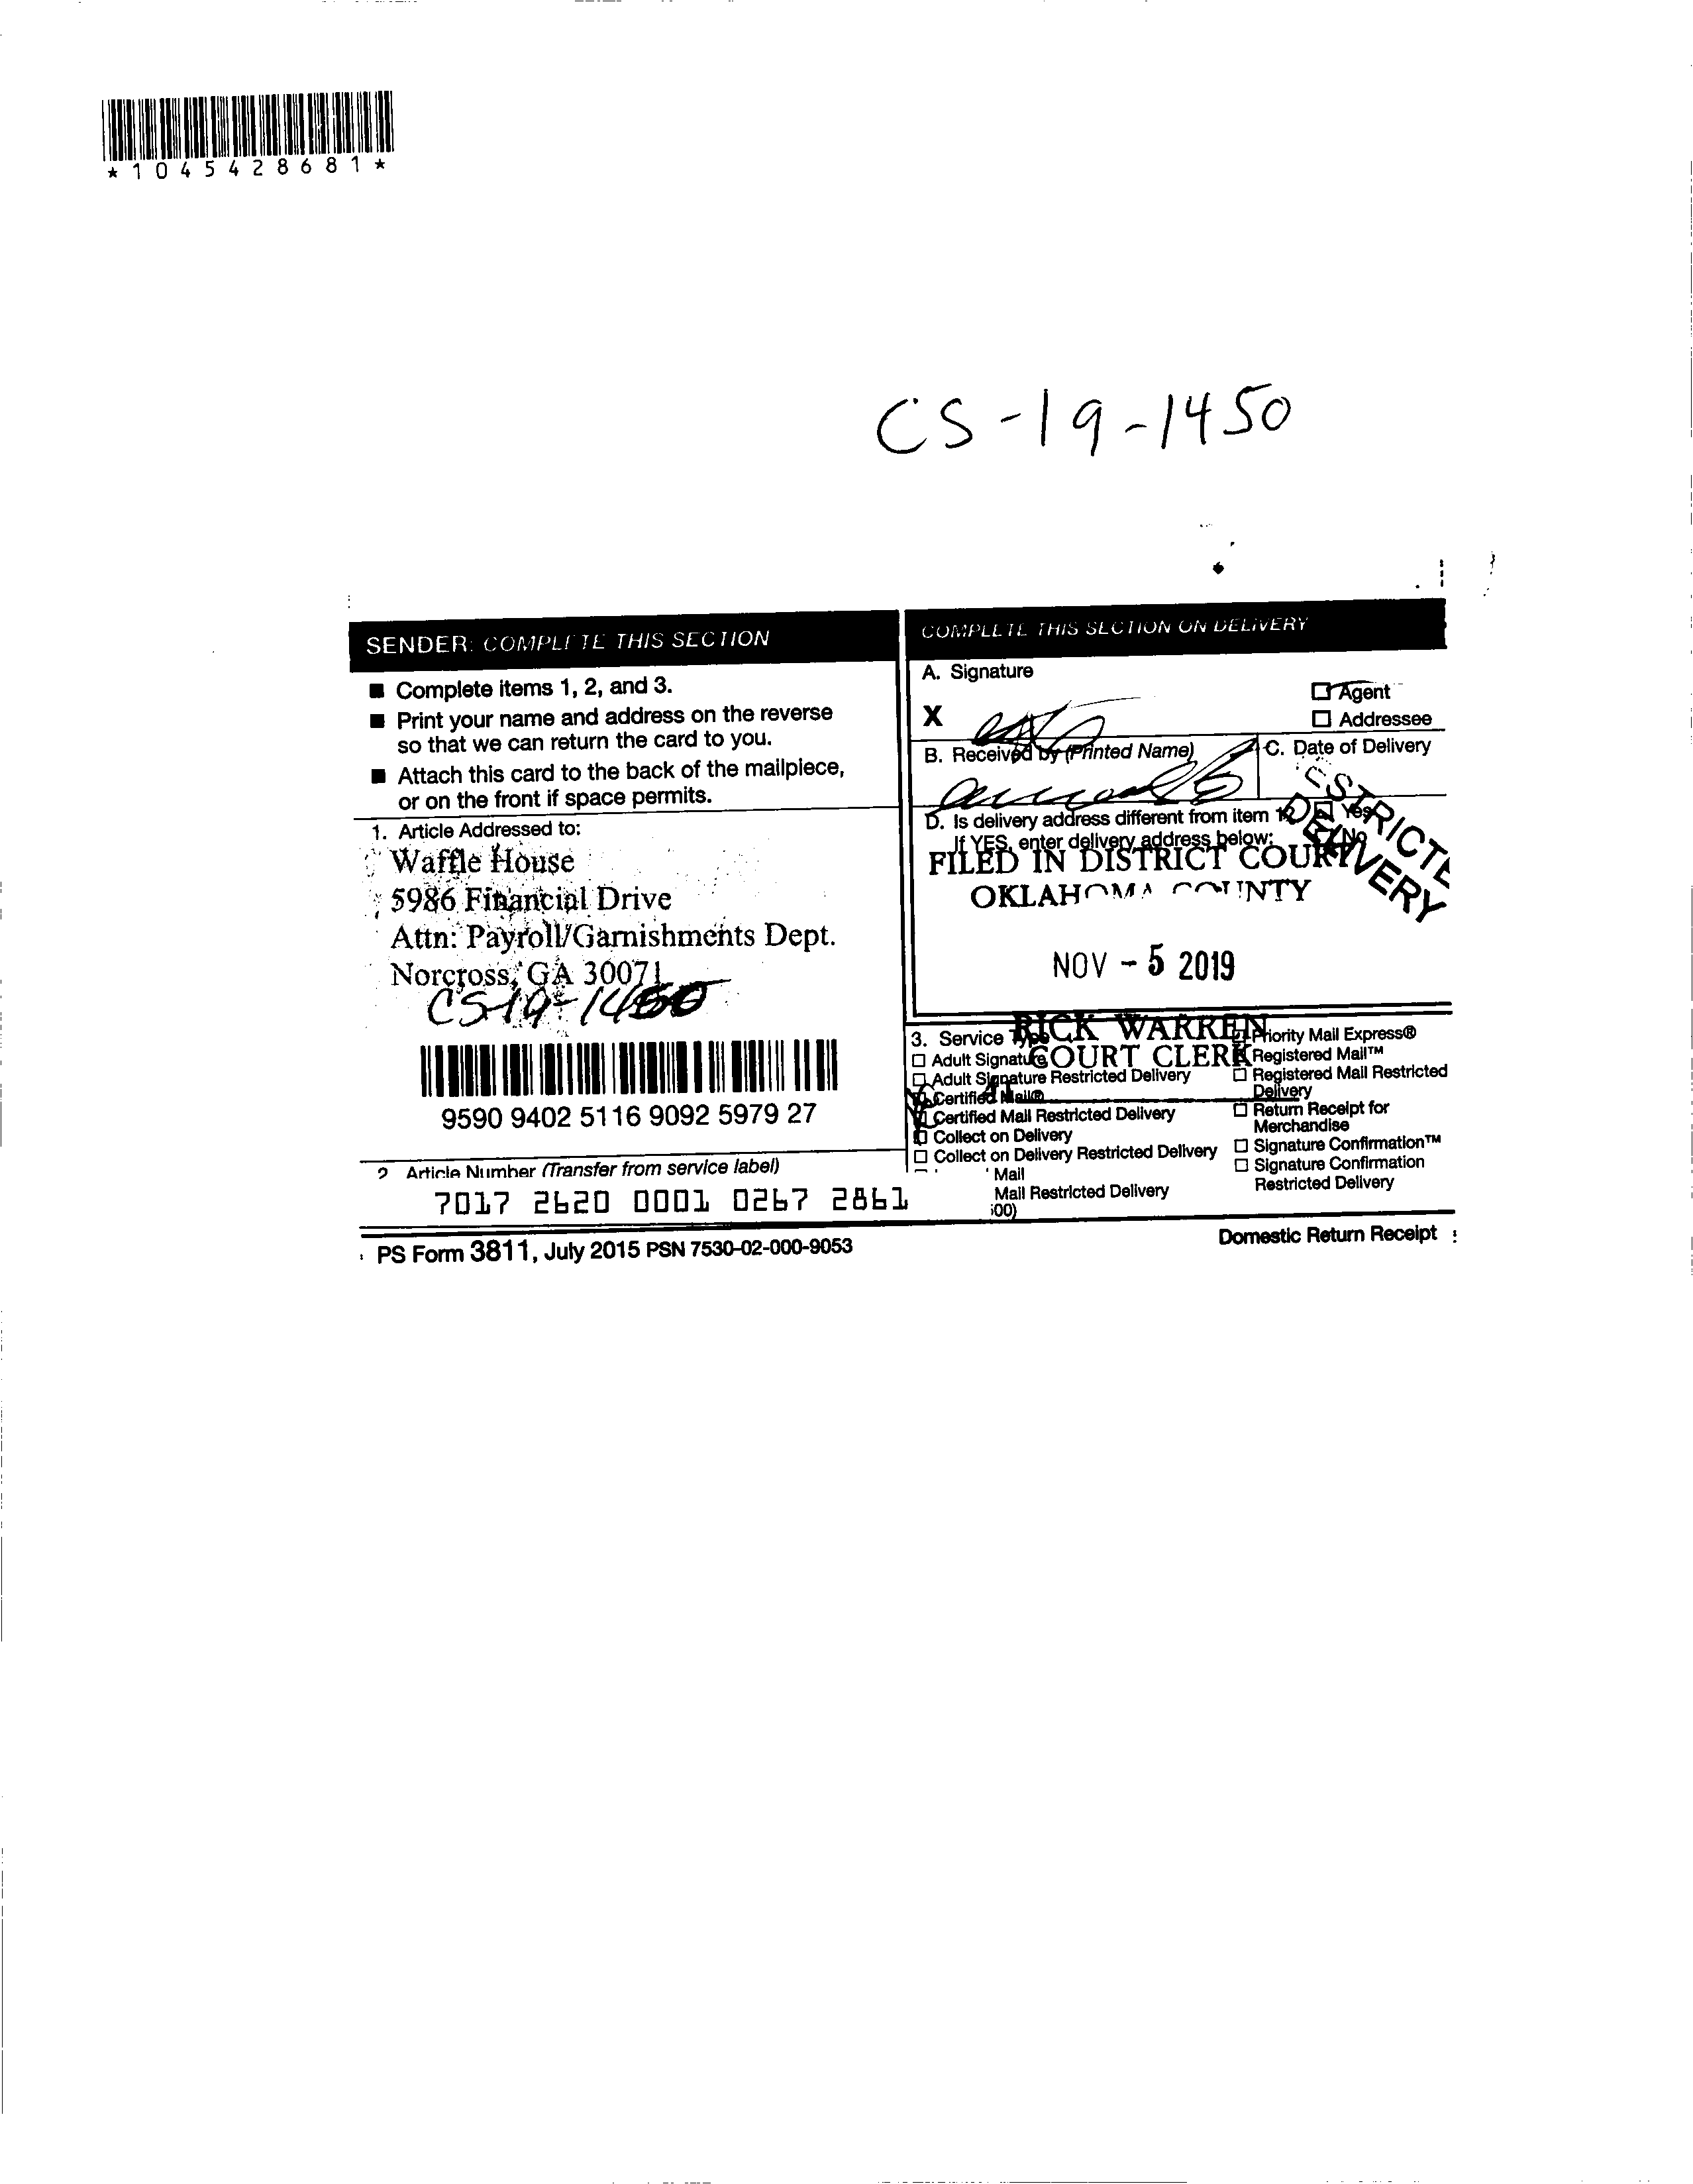 *1045428681*
CS-19-1450
SENDER: COMPLETE THIS SECTION
■ Complete items 1, 2, and 3.
■ Print your name and address on the reverse
so that we can return the card to you.
■ Attach this card to the back of the mailpiece,
or on the front if space permits.
1. Article Addressed to:
Waffle House
5986 Financial Drive
Attn: Payroll/Garnishments Dept.
Norcross, GA 30071
CS-19-1450
9590 9402 5116 9092 5979 27
2 Article Number (Transfer from service label)
7017 2620 0001 0267 2861
PS Form 3811, July 2015 PSN 7530-02-000-9053
COMPLETE THIS SECTION ON DELIVERY
A. Signature
X
☐ Agent
☐ Addressee
B. Received by (Printed Name)
C. Date of Delivery
D. Is delivery address different from item 1? ☐ Yes
If YES, enter delivery address below: ☐ No
ESTRICTE
DELIVERY
FILED IN DISTRICT COURT
OKLAHOMA COUNTY
NOV - 5 2019
RICK WARREN
COURT CLERK
3. Service Type
☐ Adult Signature
☐ Adult Signature Restricted Delivery
☐ Certified Mail®
☐ Certified Mail Restricted Delivery
☐ Collect on Delivery
☐ Collect on Delivery Restricted Delivery
Mail
Mail Restricted Delivery
00)
☐ Priority Mail Express®
☐ Registered Mail™
☐ Registered Mail Restricted
Delivery
☐ Return Receipt for
Merchandise
☐ Signature Confirmation™
☐ Signature Confirmation
Restricted Delivery
Domestic Return Receipt